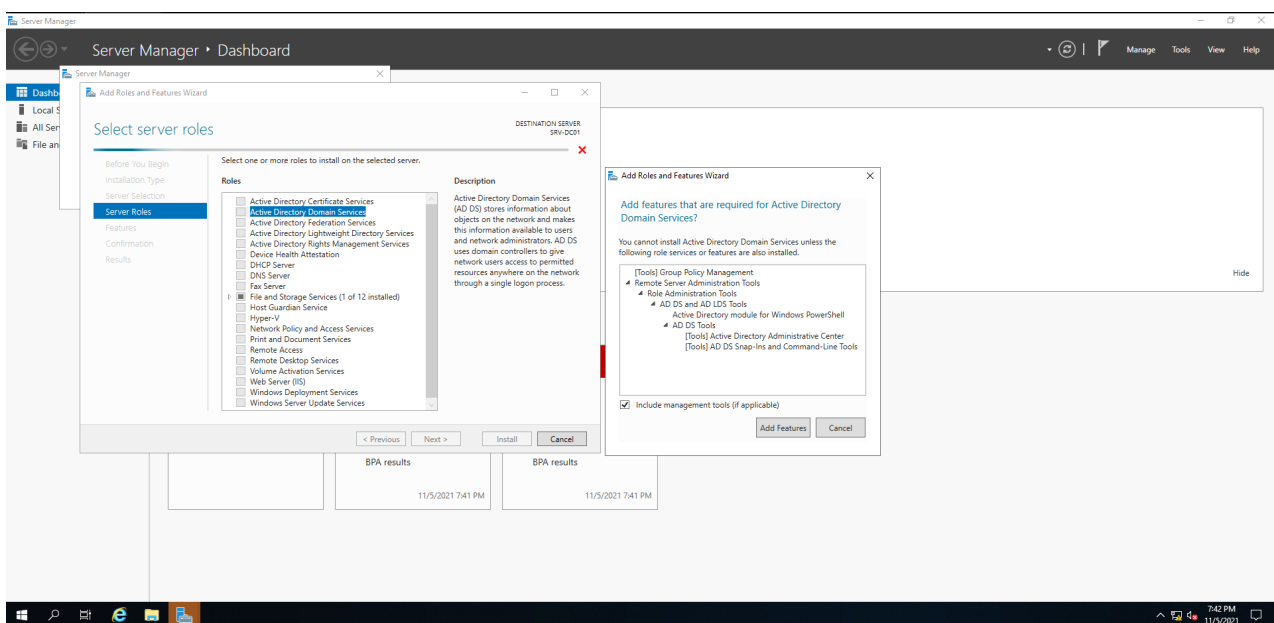 Server Manager
Server Manager • Dashboard
Manage Tools View Help
Server Manager
Dashb
Local S
All Ser
File an
Add Roles and Features Wizard
Select server roles
DESTINATION SERVER
SRV-DC01
Before You Begin
Installation Type
Server Selection
Server Roles
Features
Confirmation
Results
Select one or more roles to install on the selected server.
Roles
Active Directory Certificate Services
Active Directory Domain Services
Active Directory Federation Services
Active Directory Lightweight Directory Services
Active Directory Rights Management Services
Device Health Attestation
DHCP Server
DNS Server
Fax Server
File and Storage Services (1 of 12 installed)
Host Guardian Service
Hyper-V
Network Policy and Access Services
Print and Document Services
Remote Access
Remote Desktop Services
Volume Activation Services
Web Server (IIS)
Windows Deployment Services
Windows Server Update Services
Description
Active Directory Domain Services
(AD DS) stores information about
objects on the network and makes
this information available to users
and network administrators. AD DS
uses domain controllers to give
network users access to permitted
resources anywhere on the network
through a single logon process.
< Previous Next > Install Cancel
Add Roles and Features Wizard
Add features that are required for Active Directory
Domain Services?
You cannot install Active Directory Domain Services unless the
following role services or features are also installed.
[Tools] Group Policy Management
Remote Server Administration Tools
Role Administration Tools
AD DS and AD LDS Tools
Active Directory module for Windows PowerShell
AD DS Tools
[Tools] Active Directory Administrative Center
[Tools] AD DS Snap-Ins and Command-Line Tools
Include management tools (if applicable)
Add Features Cancel
Hide
BPA results
11/5/2021 7:41 PM
BPA results
11/5/2021 7:41 PM
7:42 PM
11/5/2021